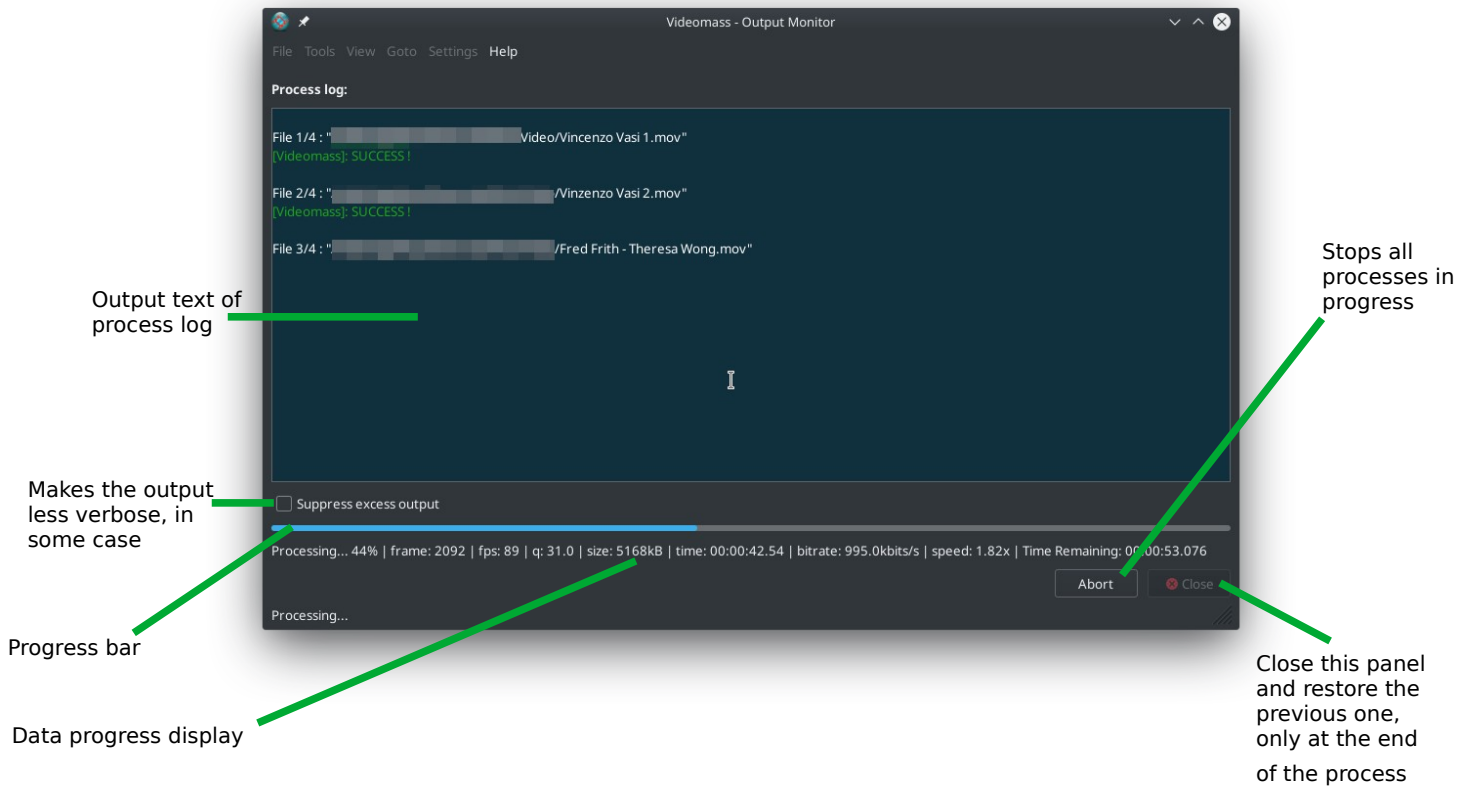 Videomass - Output Monitor
File Tools View Goto Settings Help
Process log:
File 1/4 : " Video/Vincenzo Vasi 1.mov"
[Videomass]: SUCCESS !
File 2/4 : " /Vinzenzo Vasi 2.mov"
[Videomass]: SUCCESS !
File 3/4 : " /Fred Frith - Theresa Wong.mov"
Output text of
process log
Stops all
processes in
progress
Makes the output
less verbose, in
some case
Suppress excess output
Processing... 44% | frame: 2092 | fps: 89 | q: 31.0 | size: 5168kB | time: 00:00:42.54 | bitrate: 995.0kbits/s | speed: 1.82x | Time Remaining: 00:00:53.076
Abort
Close
Processing...
Progress bar
Data progress display
Close this panel
and restore the
previous one,
only at the end
of the process